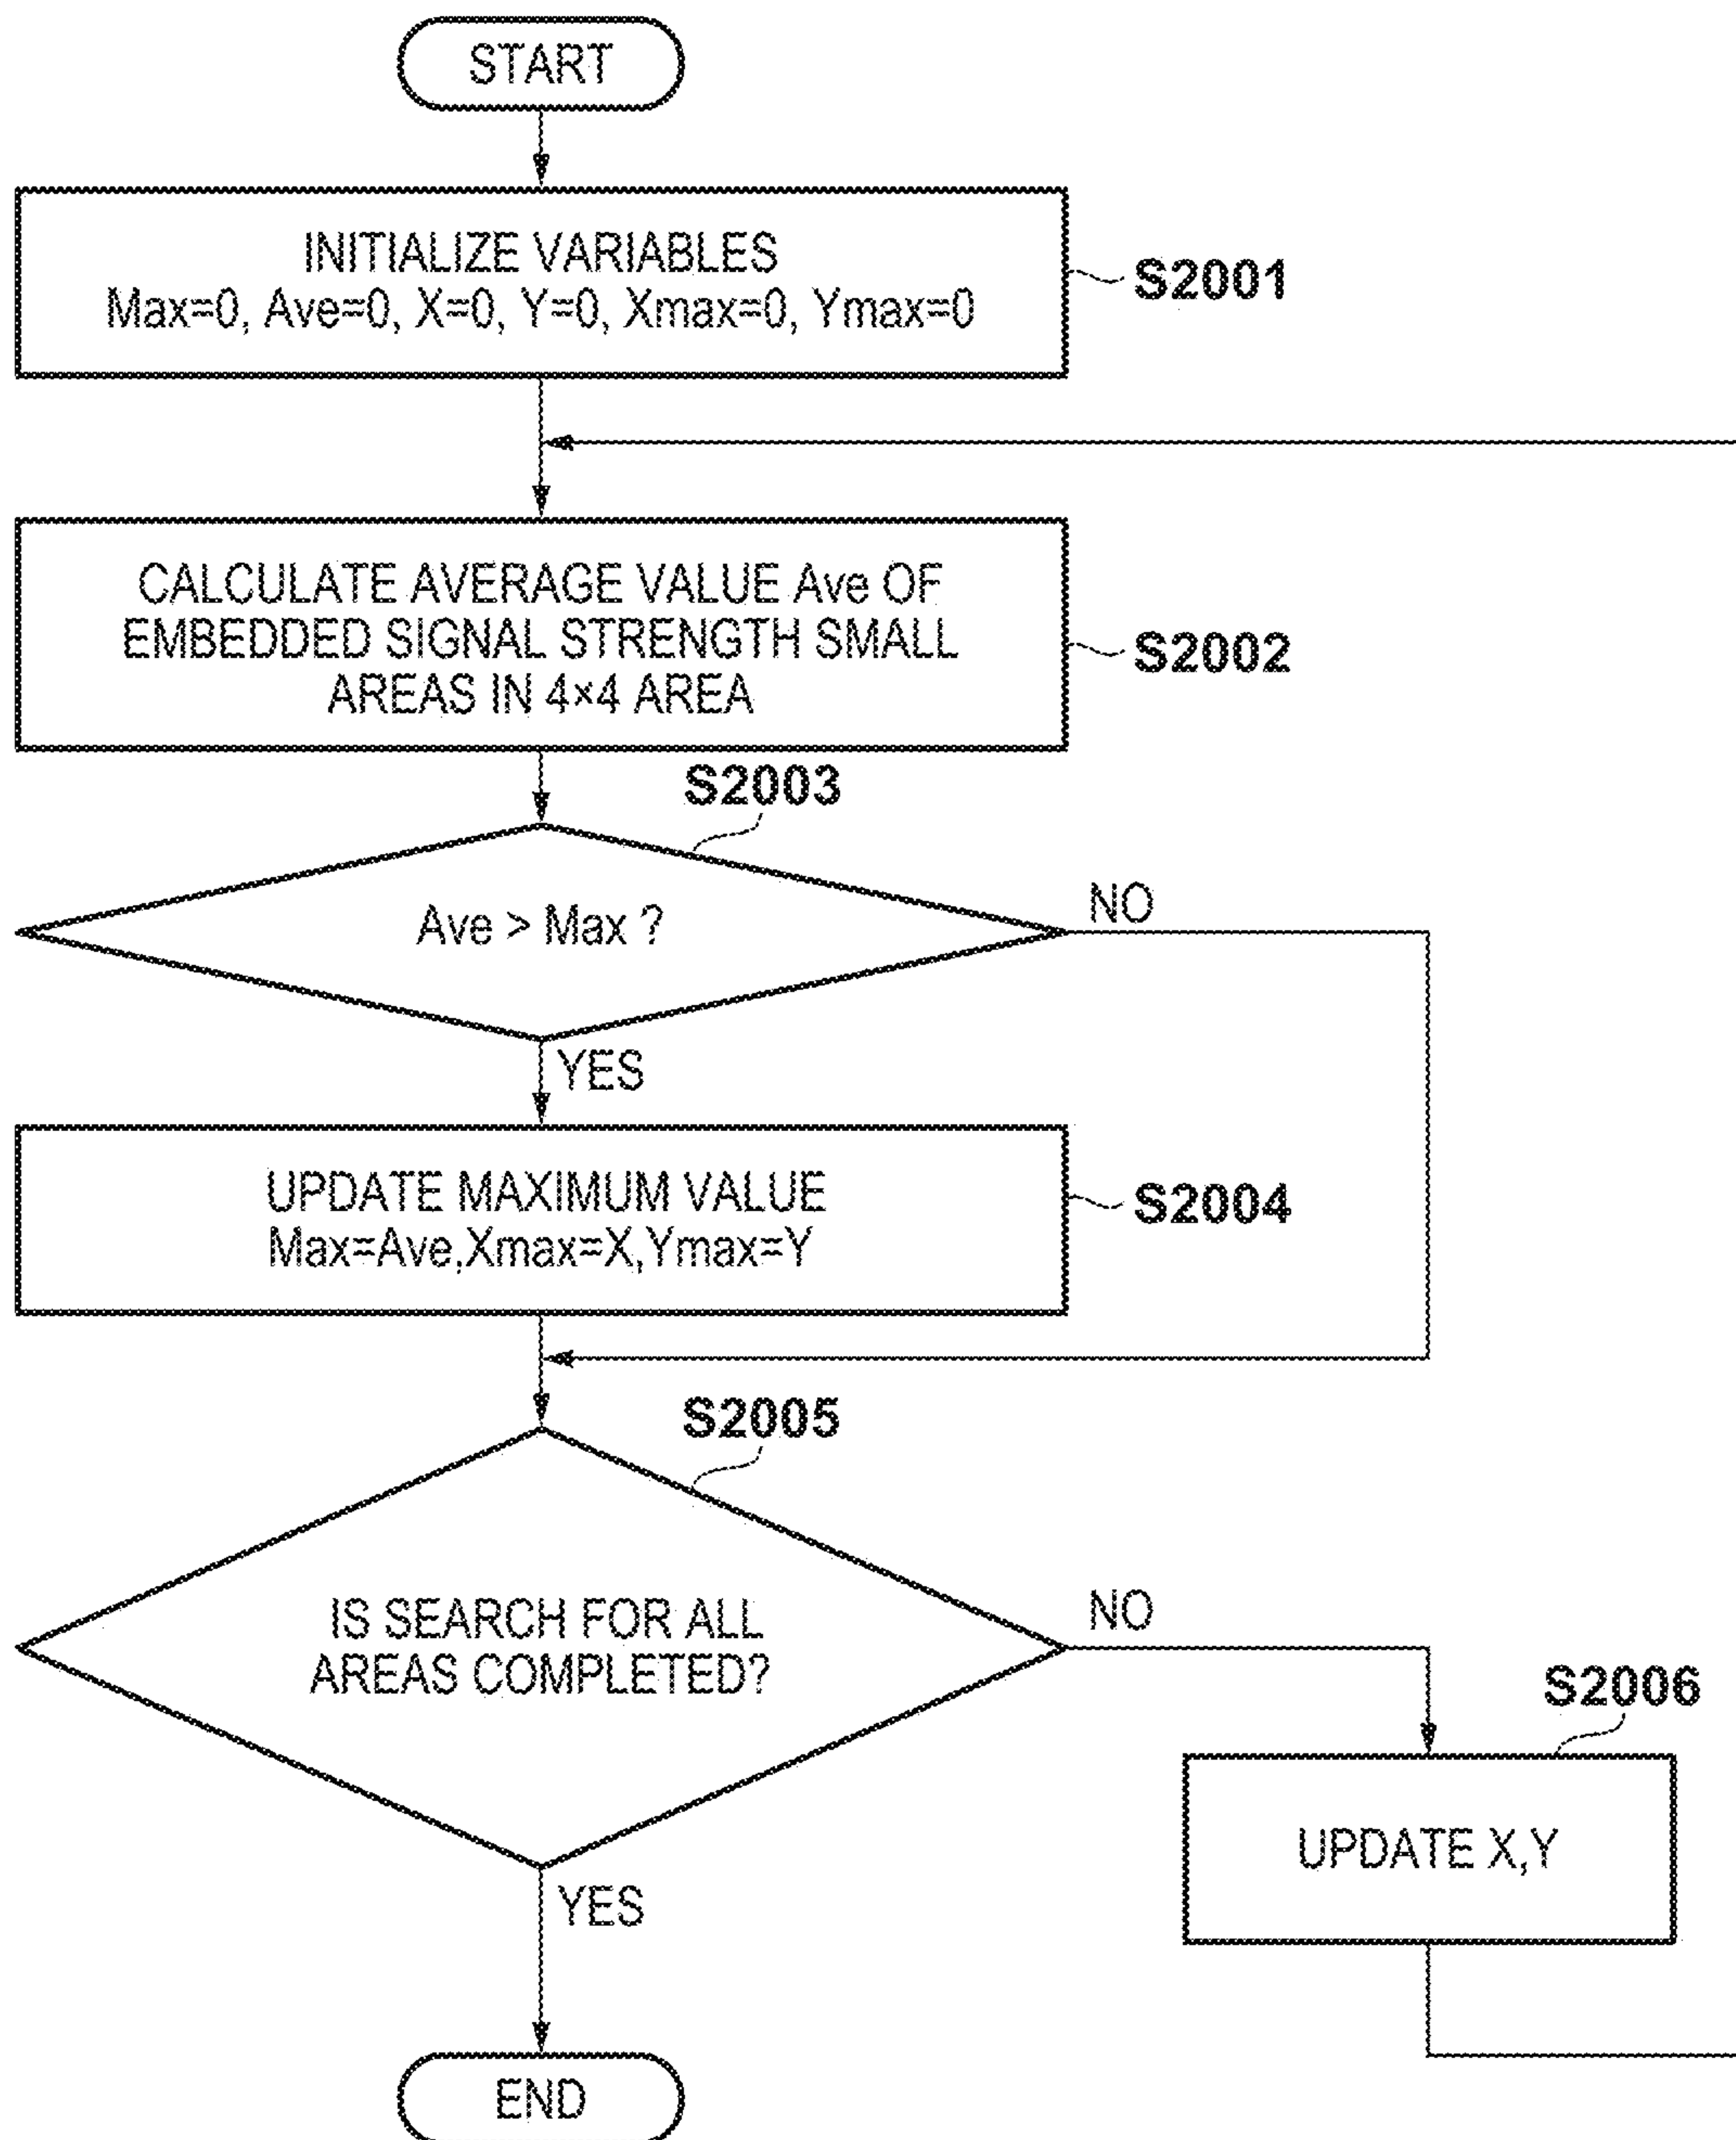 START
INITIALIZE VARIABLES
Max=0, Ave=0, X=0, Y=0, Xmax=0, Ymax=0
S2001
CALCULATE AVERAGE VALUE Ave OF
EMBEDDED SIGNAL STRENGTH SMALL
AREAS IN 4×4 AREA
S2002
S2003
Ave > Max ?
NO
YES
UPDATE MAXIMUM VALUE
Max=Ave,Xmax=X,Ymax=Y
S2004
S2005
IS SEARCH FOR ALL
AREAS COMPLETED?
NO
S2006
UPDATE X,Y
YES
END